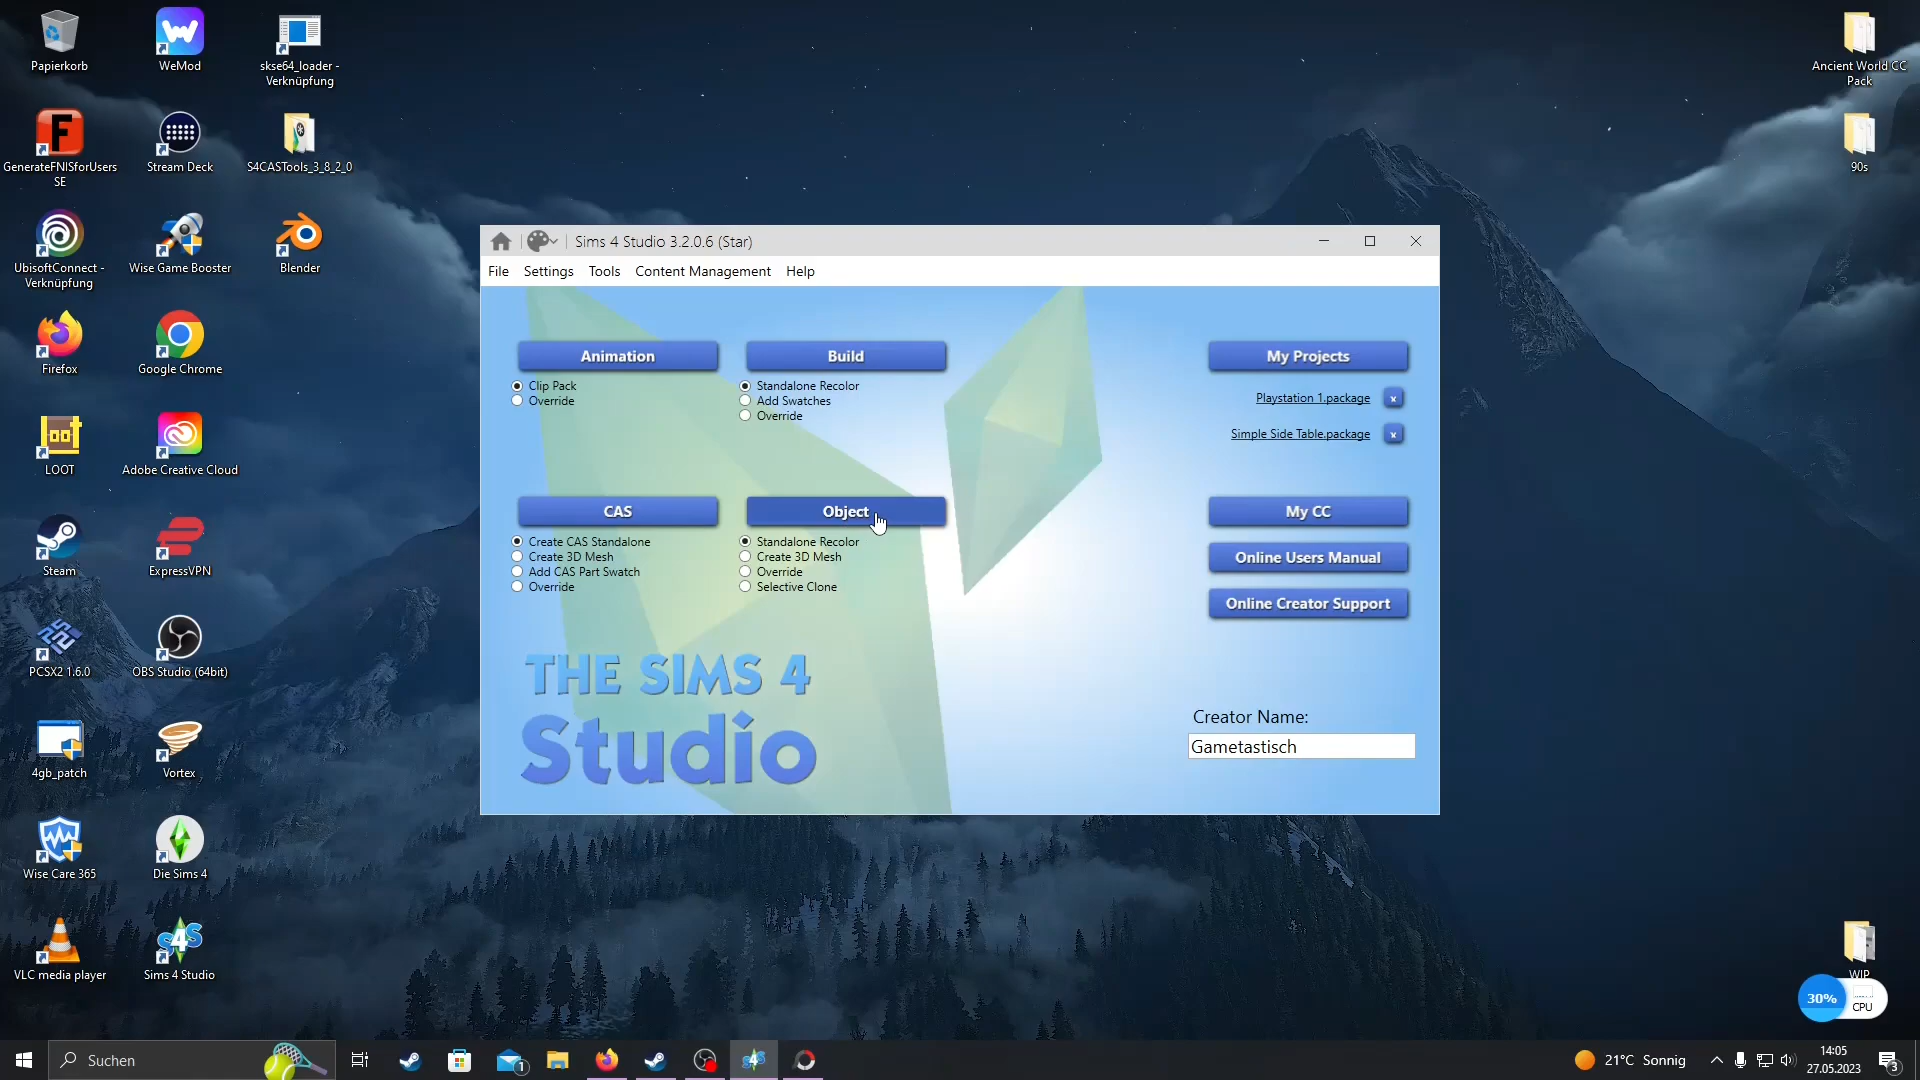 Papierkorb
WeMod
skse64_loader -
Verknüpfung
Ancient World CC
Pack
GenerateFNISforUsers
SE
Stream Deck
S4CASTools_3_8_2_0
90s
UbisoftConnect -
Verknüpfung
Wise Game Booster
Blender
Firefox
Google Chrome
LOOT
Adobe Creative Cloud
Steam
ExpressVPN
PCSX2 1.6.0
OBS Studio (64bit)
4gb_patch
Vortex
Wise Care 365
Die Sims 4
VLC media player
Sims 4 Studio
WIP
Sims 4 Studio 3.2.0.6 (Star)
File Settings Tools Content Management Help
Animation
Clip Pack
Override
Build
Standalone Recolor
Add Swatches
Override
My Projects
Playstation 1.package x
Simple Side Table.package x
CAS
Create CAS Standalone
Create 3D Mesh
Add CAS Part Swatch
Override
Object
Standalone Recolor
Create 3D Mesh
Override
Selective Clone
My CC
Online Users Manual
Online Creator Support
THE SIMS 4
Studio
Creator Name:
Gametastisch
30% CPU
Suchen
1
21°C Sonnig
14:05
27.05.2023
3